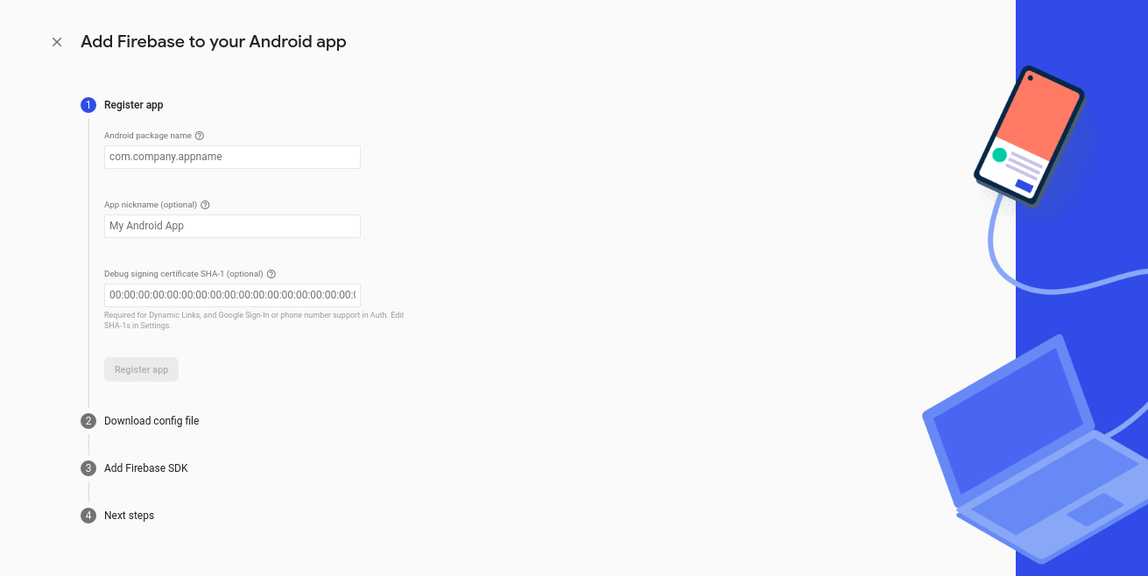 Add Firebase to your Android app
1 Register app
Android package name
com.company.appname
App nickname (optional)
My Android App
Debug signing certificate SHA-1 (optional)
00:00:00:00:00:00:00:00:00:00:00:00:00:00:00:00:00:0
Required for Dynamic Links, and Google Sign-In or phone number support in Auth. Edit
SHA-1s in Settings.
Register app
2 Download config file
3 Add Firebase SDK
4 Next steps